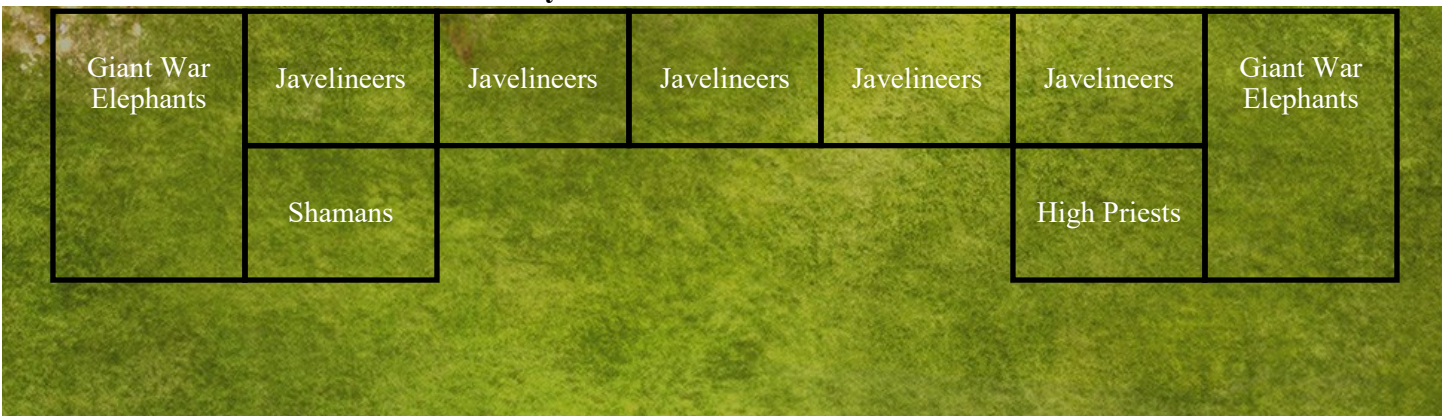 Giant War
Elephants
Javelineers
Javelineers
Javelineers
Javelineers
Javelineers
Giant War
Elephants
Shamans
High Priests